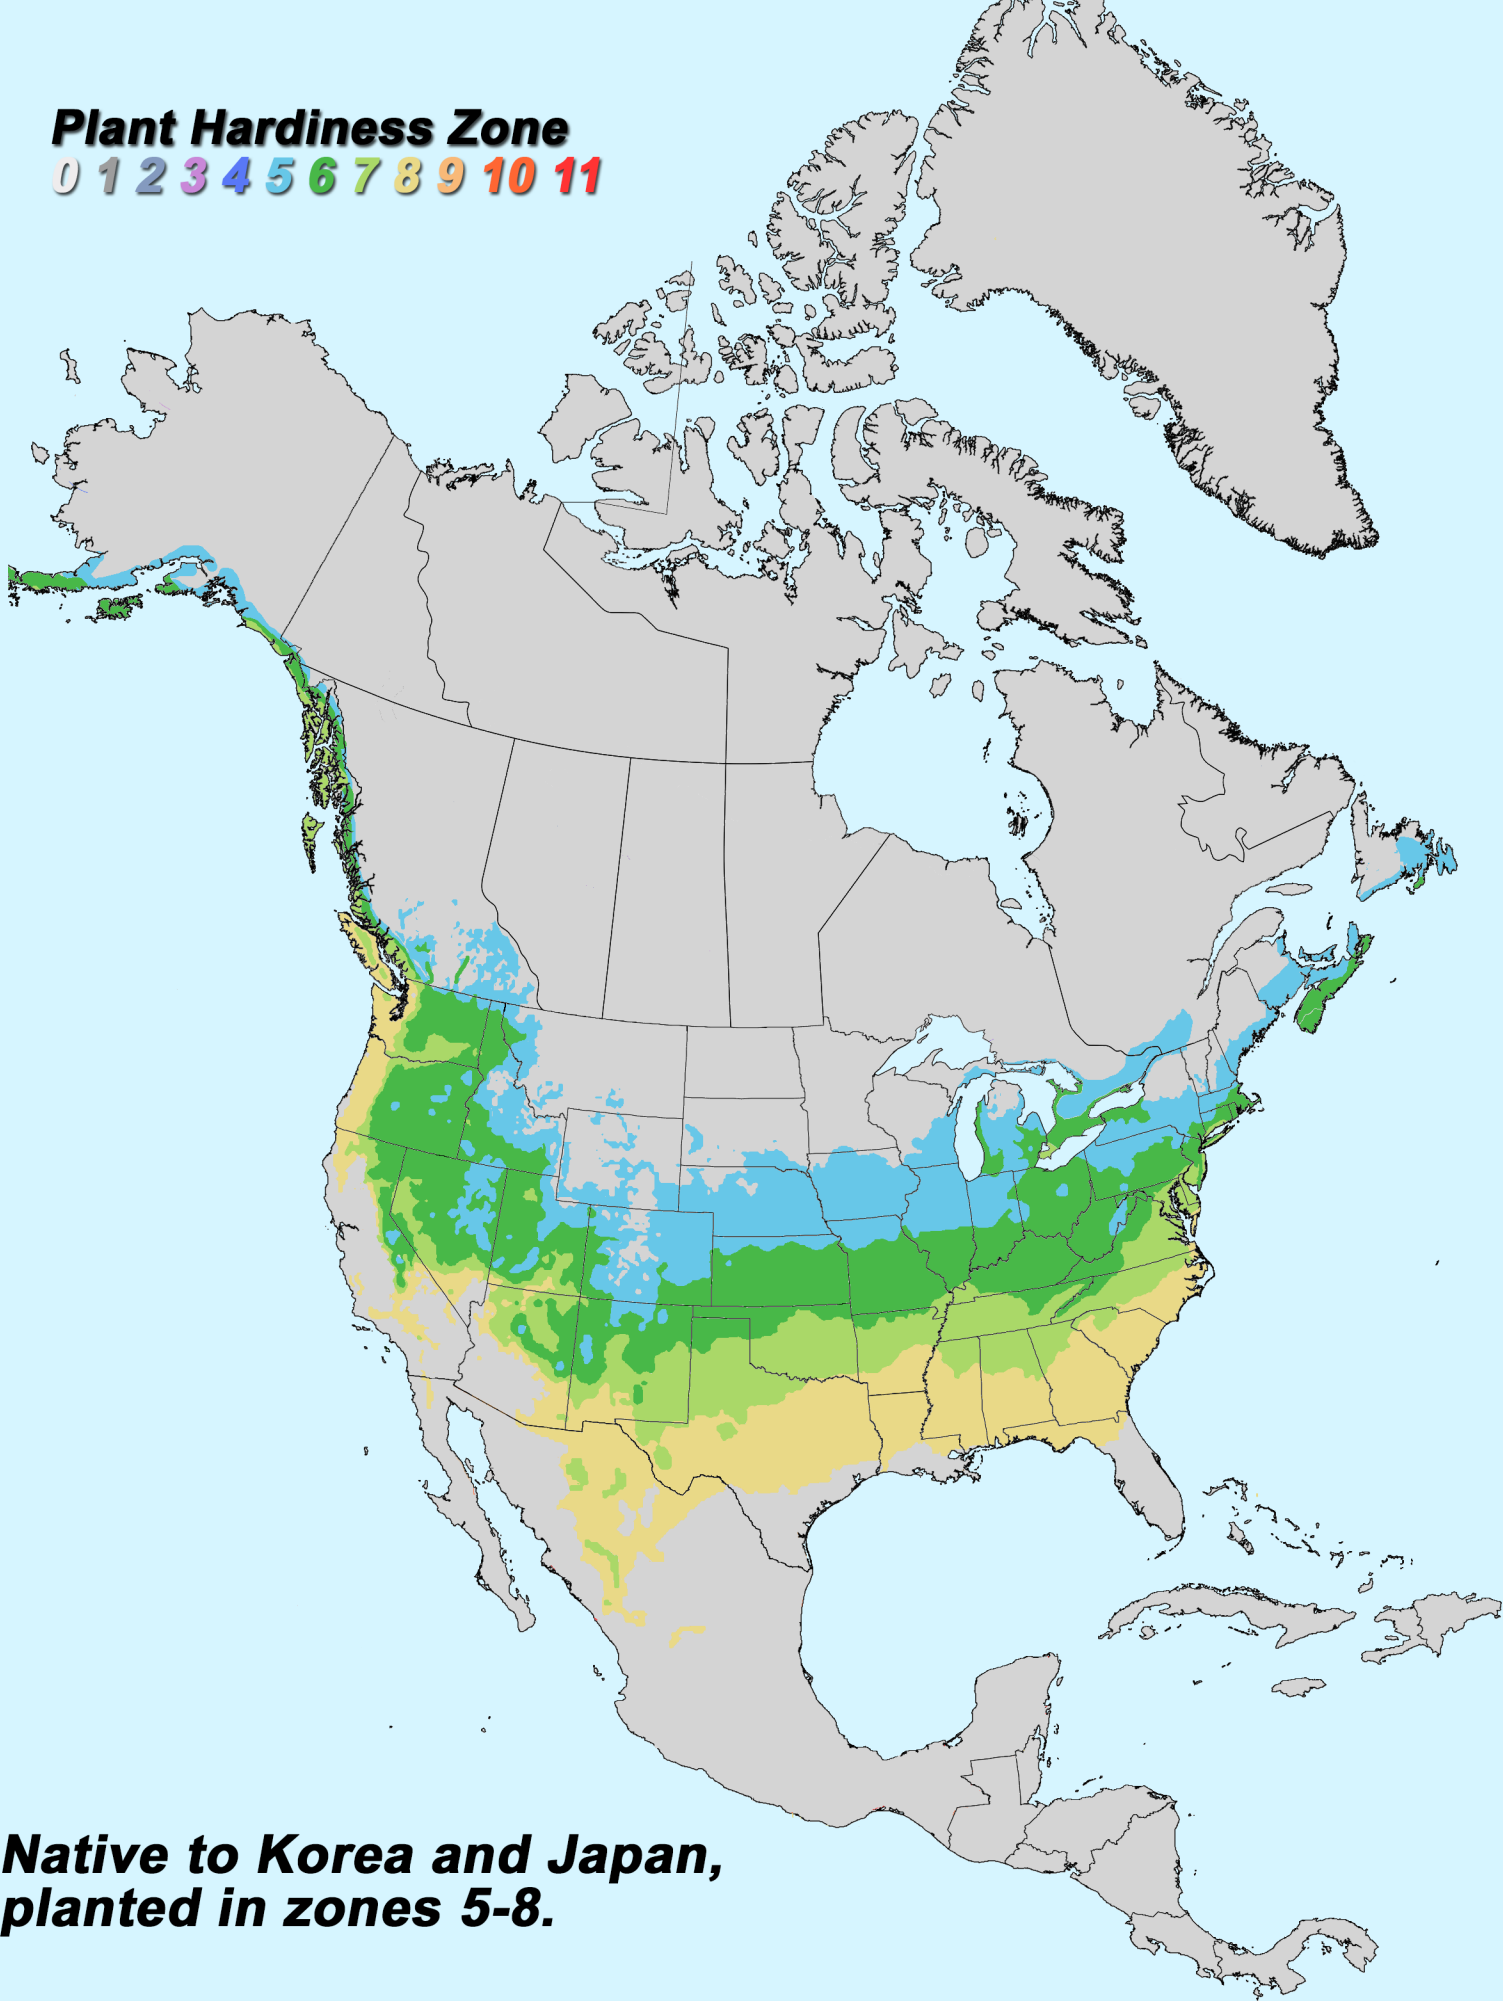 Plant Hardiness Zone
0 1 2 3 4 5 6 7 8 9 10 11
Native to Korea and Japan,
planted in zones 5-8.